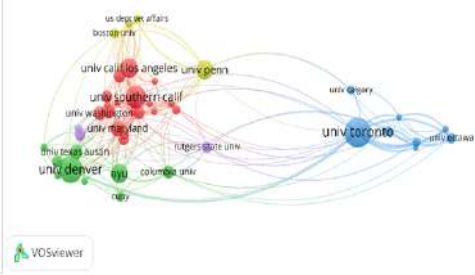 us dept vet affairs
boston univ
univ calif los angeles
univ penn
univ calgary
univ southern calif
univ washington
univ maryland
univ toronto
univ ottawa
rutgers state univ
univ texas austin
univ denver
nyu
columbia univ
cuny
VOSviewer